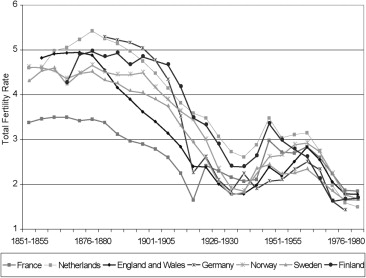 Total Fertility Rate
6
5
4
3
2
1
1851-1855 1876-1880 1901-1905 1926-1930 1951-1955 1976-1980
France Netherlands England and Wales Germany Norway Sweden Finland